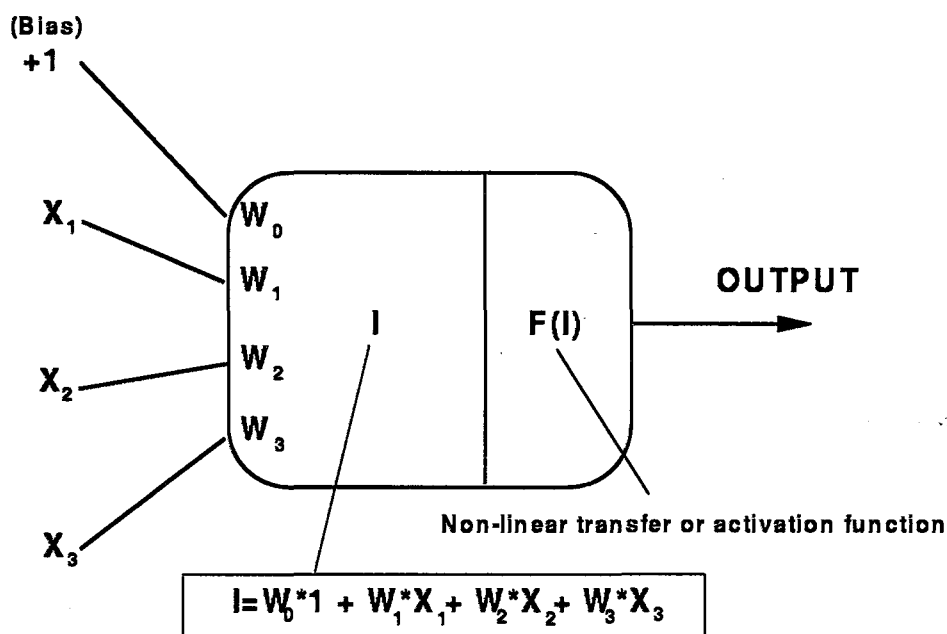 (Bias)
+1
X₁
X₂
X₃
W₀
W₁
W₂
W₃
I
F(I)
OUTPUT
Non-linear transfer or activation function
I=W₀*1 + W₁*X₁+ W₂*X₂+ W₃*X₃